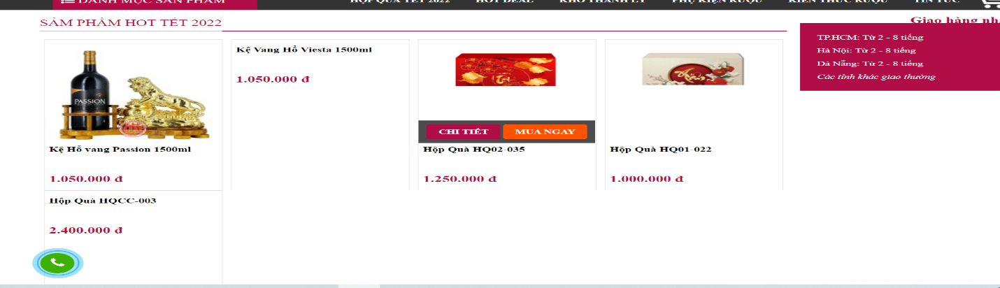 DANH MỤC SẢN PHẨM
HỘP QUÀ TẾT 2022
HOT DEAL
KHO THANH LÝ
PHỤ KIỆN RƯỢU
KIẾN THỨC RƯỢU
TIN TỨC
SẢM PHẨM HOT TẾT 2022
Giao hàng nh
TP.HCM: Từ 2 - 8 tiếng
Hà Nội: Từ 2 - 8 tiếng
Đà Nẵng: Từ 2 - 8 tiếng
Các tỉnh khác giao thường
PASSION
Kệ Hổ vang Passion 1500ml
1.050.000 đ
Kệ Vang Hổ Viesta 1500ml
1.050.000 đ
CHI TIẾT
MUA NGAY
Hộp Quà HQ02-035
1.250.000 đ
Hộp Quà HQ01-022
1.000.000 đ
Hộp Quà HQCC-003
2.400.000 đ